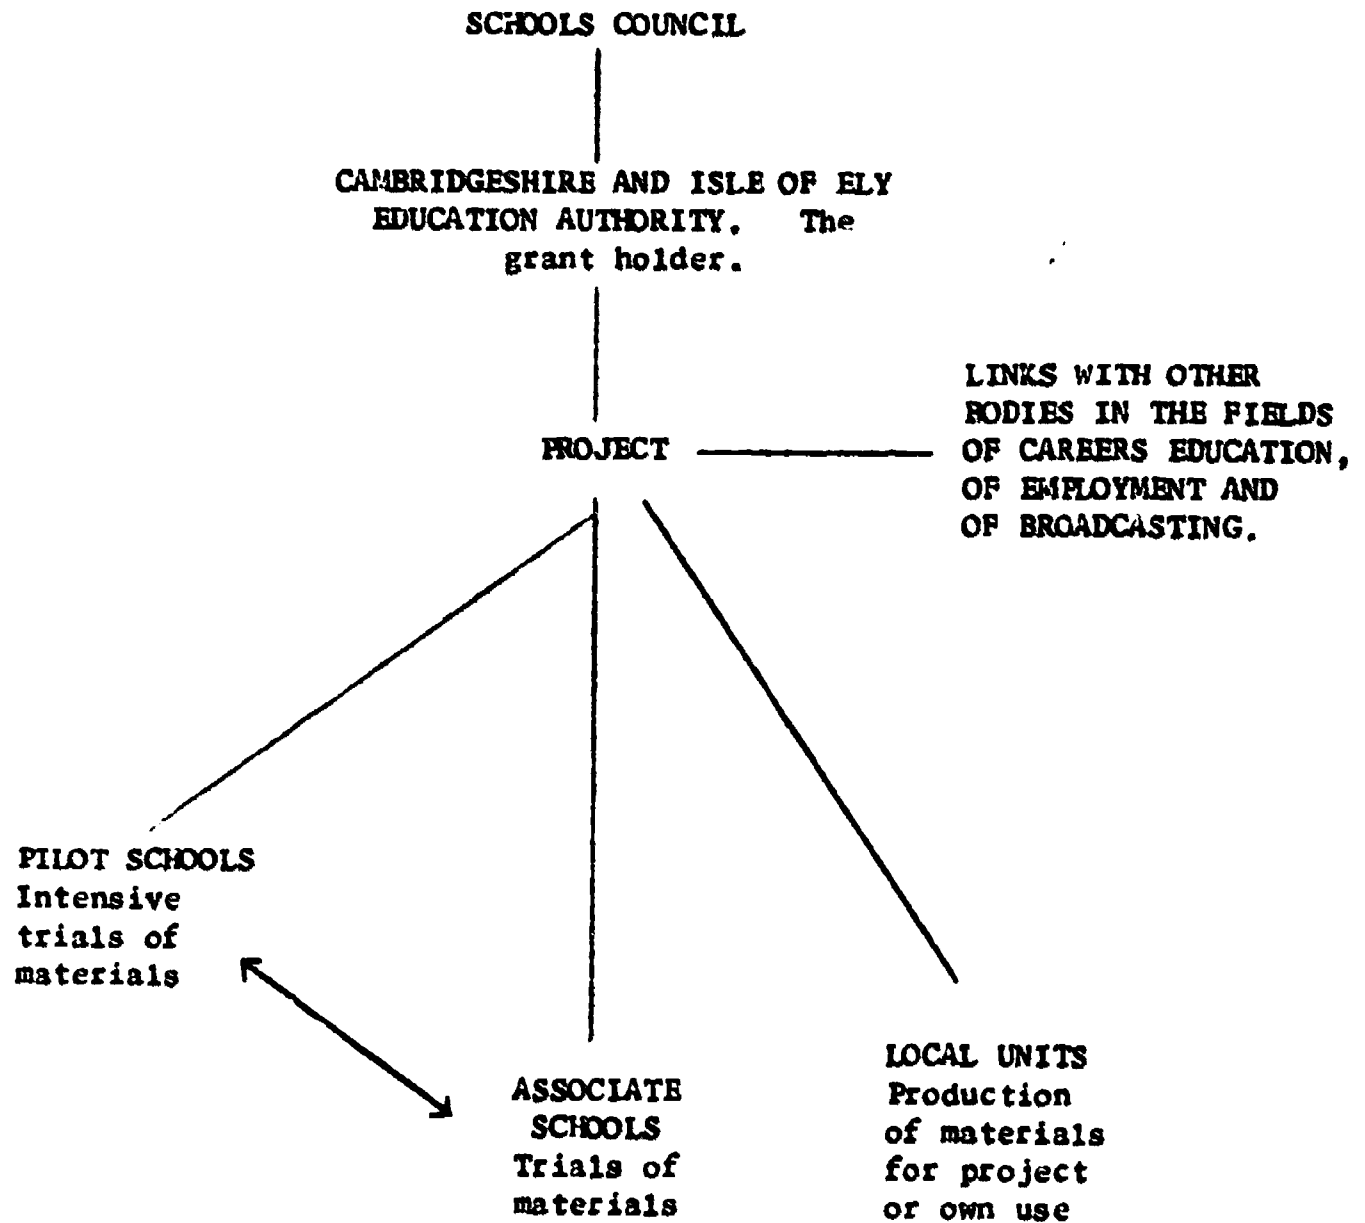 SCHOOLS COUNCIL
CAMBRIDGESHIRE AND ISLE OF ELY
EDUCATION AUTHORITY. The
grant holder.
LINKS WITH OTHER
BODIES IN THE FIELDS
OF CAREERS EDUCATION,
OF EMPLOYMENT AND
OF BROADCASTING.
PROJECT
PILOT SCHOOLS
Intensive
trials of
materials
ASSOCIATE
SCHOOLS
Trials of
materials
LOCAL UNITS
Production
of materials
for project
or own use